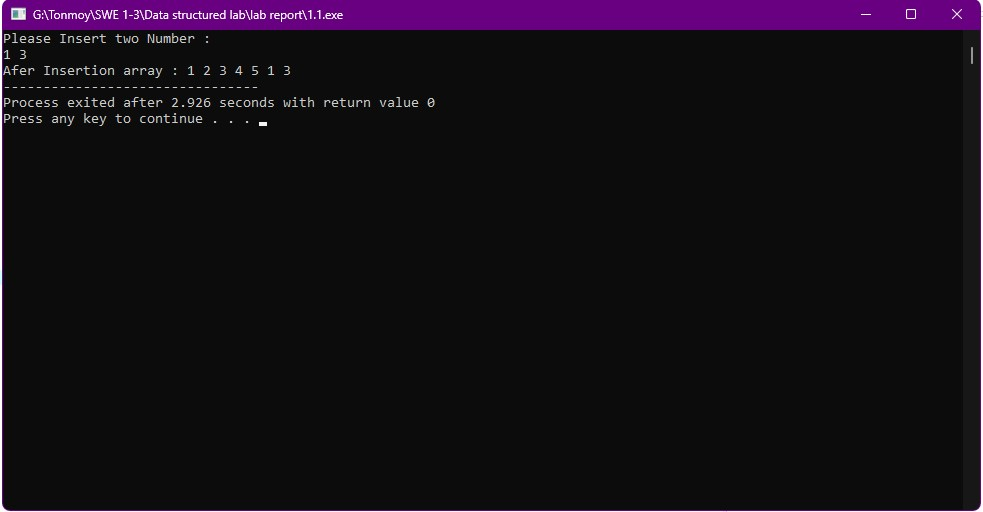 G:\Tonmoy\SWE 1-3\Data structured lab\lab report\1.1.exe
Please Insert two Number :
1 3
Afer Insertion array : 1 2 3 4 5 1 3
--------------------------------
Process exited after 2.926 seconds with return value 0
Press any key to continue . . .